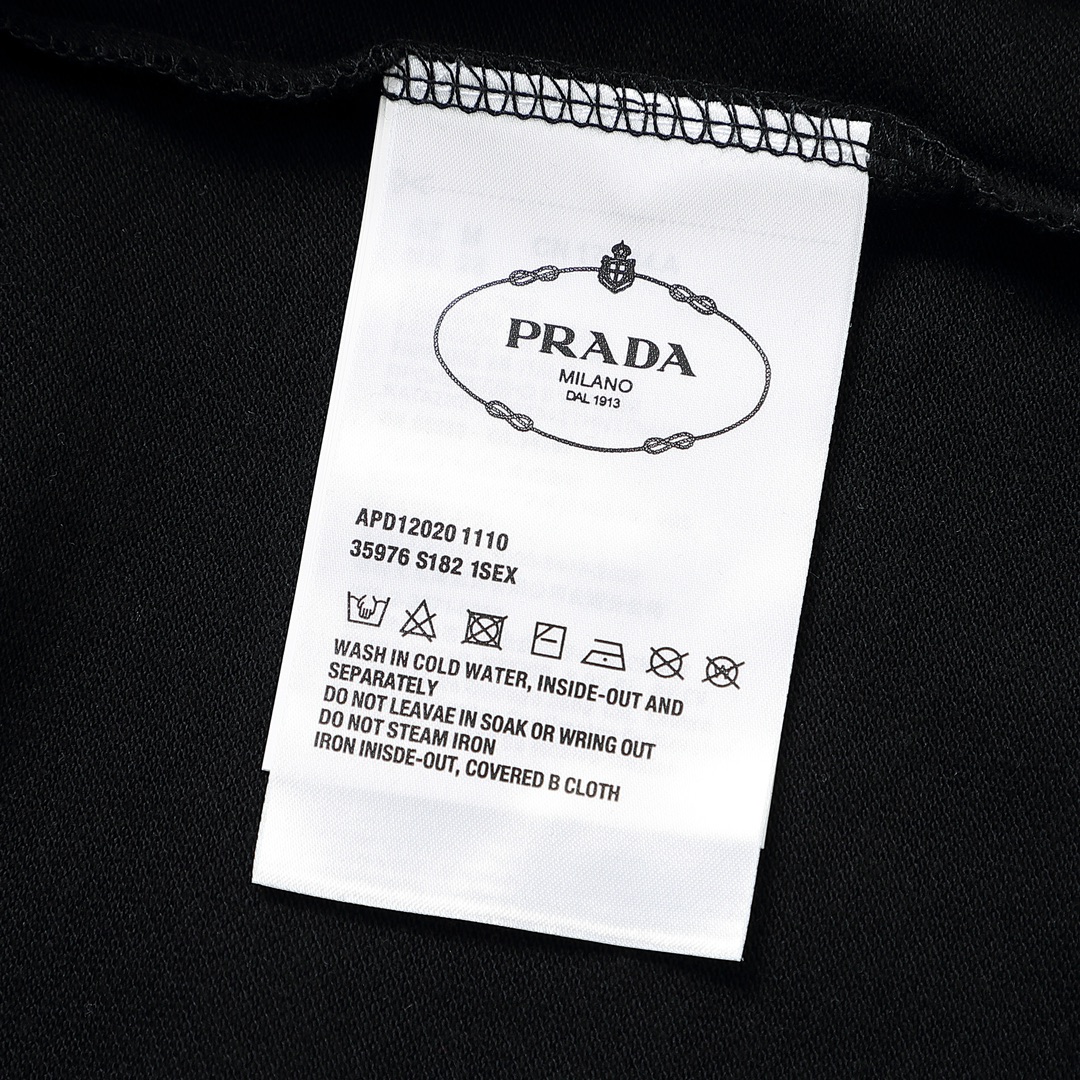 PRADA
MILANO
DAL 1913
APD12020 1110
35976 S182 1SEX
WASH IN COLD WATER, INSIDE-OUT AND
SEPARATELY
DO NOT LEAVAE IN SOAK OR WRING OUT
DO NOT STEAM IRON
IRON INISDE-OUT, COVERED B CLOTH